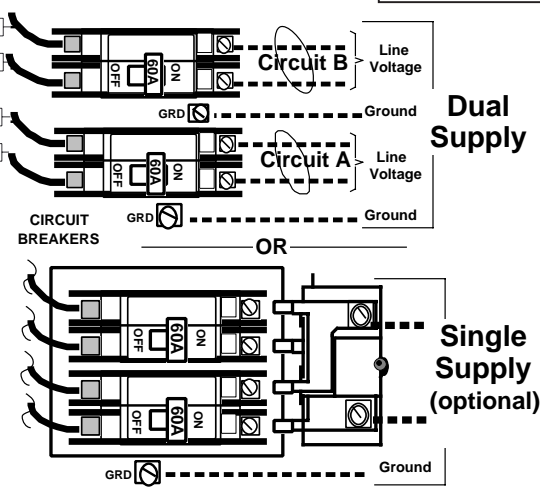 OFF 60A ON
Circuit B
Line
Voltage
GRD
Ground
Dual
Supply
OFF 60A ON
Circuit A
Line
Voltage
GRD
Ground
CIRCUIT
BREAKERS
OR
OFF 60A ON
OFF 60A ON
Single
Supply
(optional)
GRD
Ground